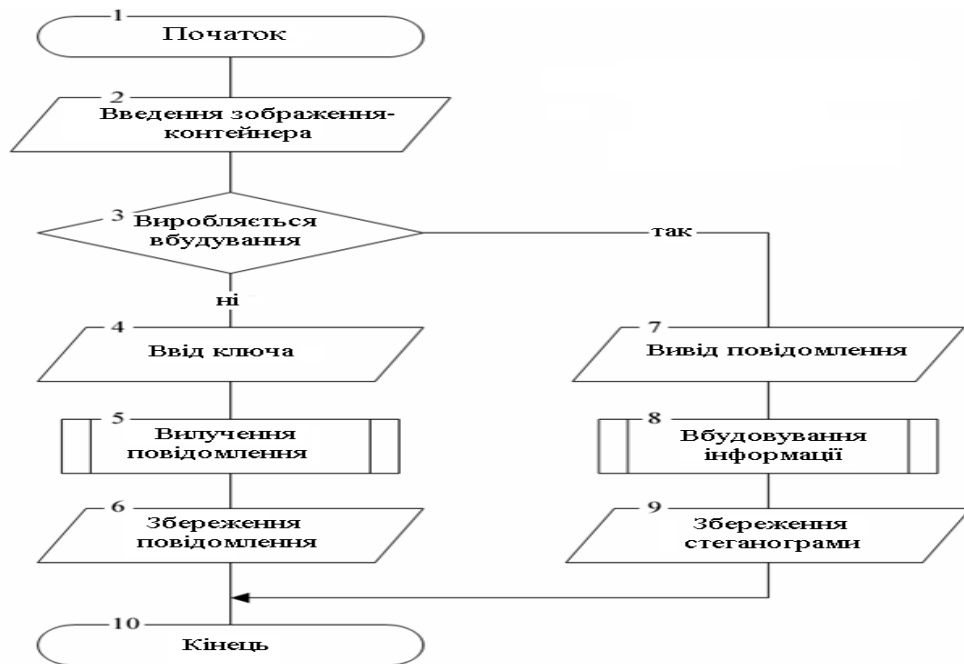 1
Початок
2
Введення зображення-
контейнера
3
Виробляється
вбудування
так
ні
4
Ввід ключа
5
Вилучення
повідомлення
6
Збереження
повідомлення
7
Вивід повідомлення
8
Вбудовування
інформації
9
Збереження
стеганограми
10
Кінець